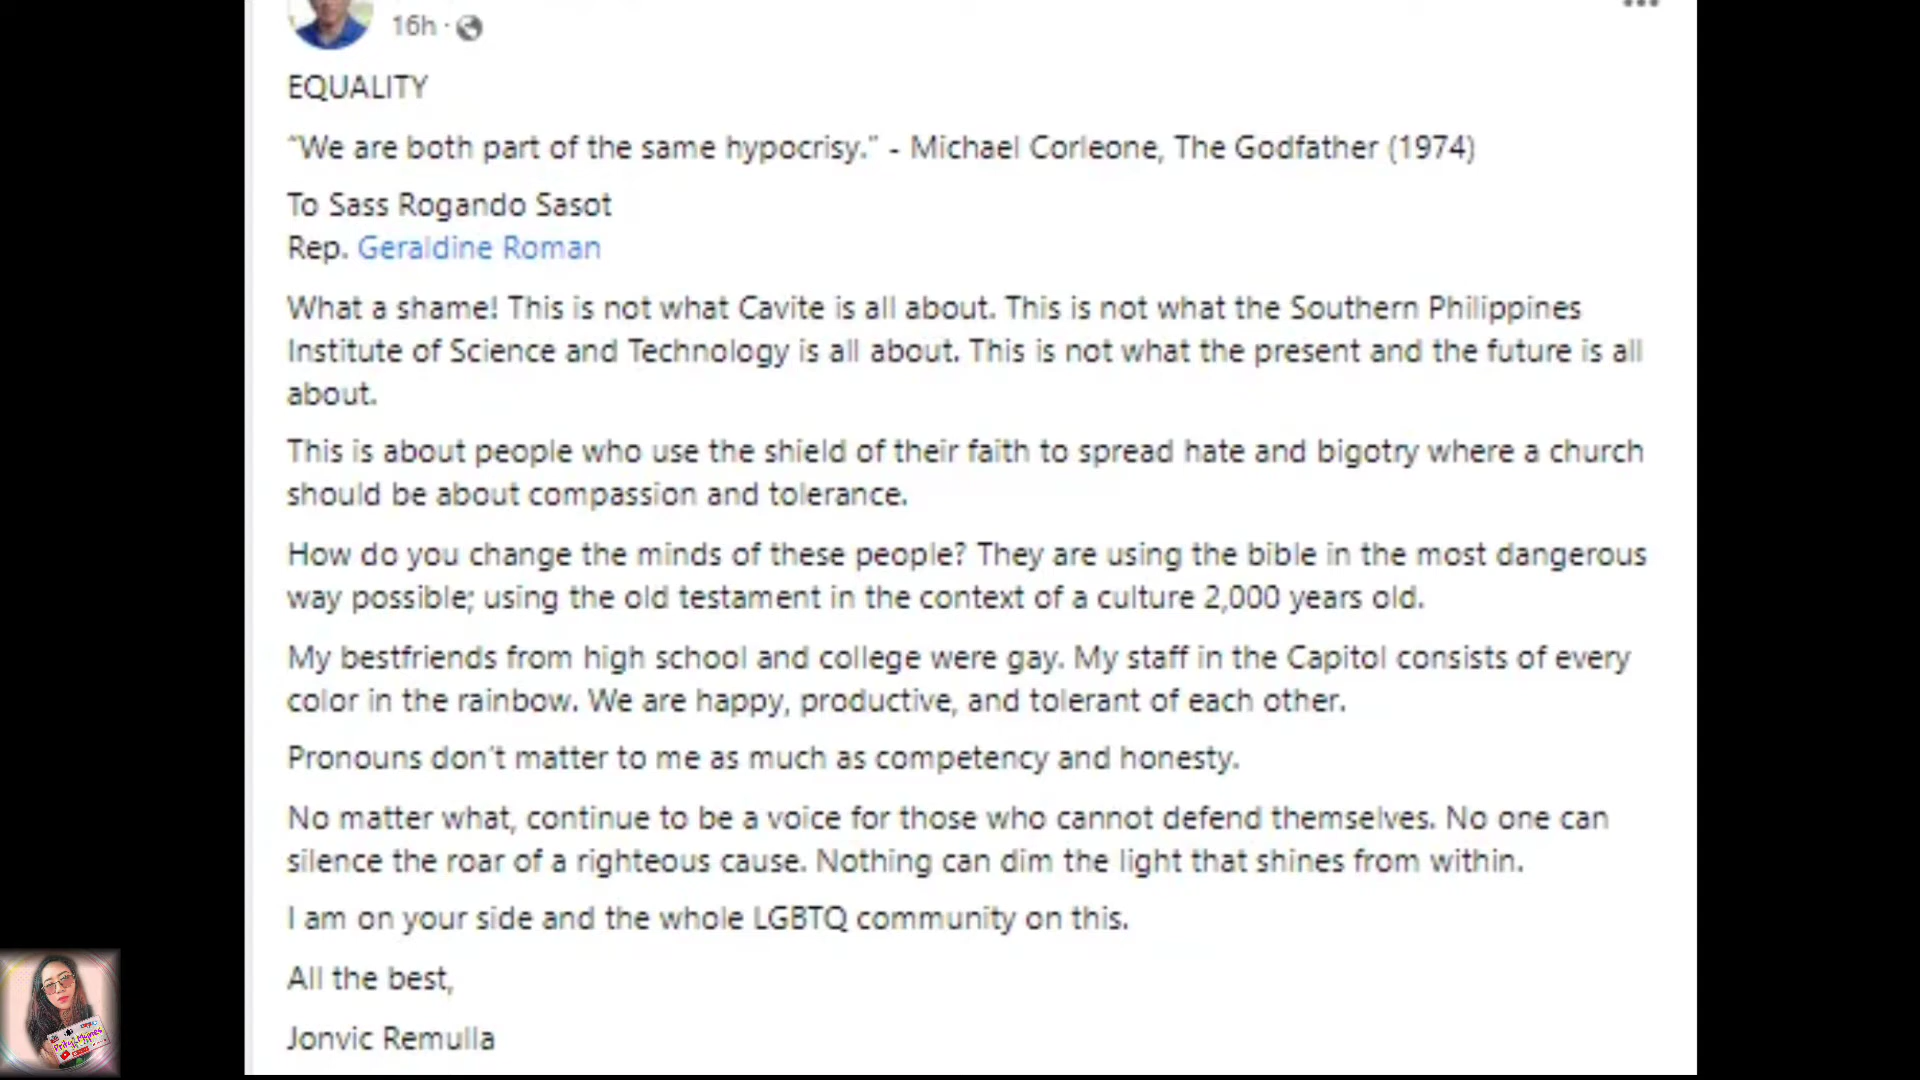 16h ·
EQUALITY
"We are both part of the same hypocrisy." - Michael Corleone, The Godfather (1974)
To Sass Rogando Sasot
Rep. Geraldine Roman
What a shame! This is not what Cavite is all about. This is not what the Southern Philippines
Institute of Science and Technology is all about. This is not what the present and the future is all
about.
This is about people who use the shield of their faith to spread hate and bigotry where a church
should be about compassion and tolerance.
How do you change the minds of these people? They are using the bible in the most dangerous
way possible; using the old testament in the context of a culture 2,000 years old.
My bestfriends from high school and college were gay. My staff in the Capitol consists of every
color in the rainbow. We are happy, productive, and tolerant of each other.
Pronouns don't matter to me as much as competency and honesty.
No matter what, continue to be a voice for those who cannot defend themselves. No one can
silence the roar of a righteous cause. Nothing can dim the light that shines from within.
I am on your side and the whole LGBTQ community on this.
All the best,
Jonvic Remulla